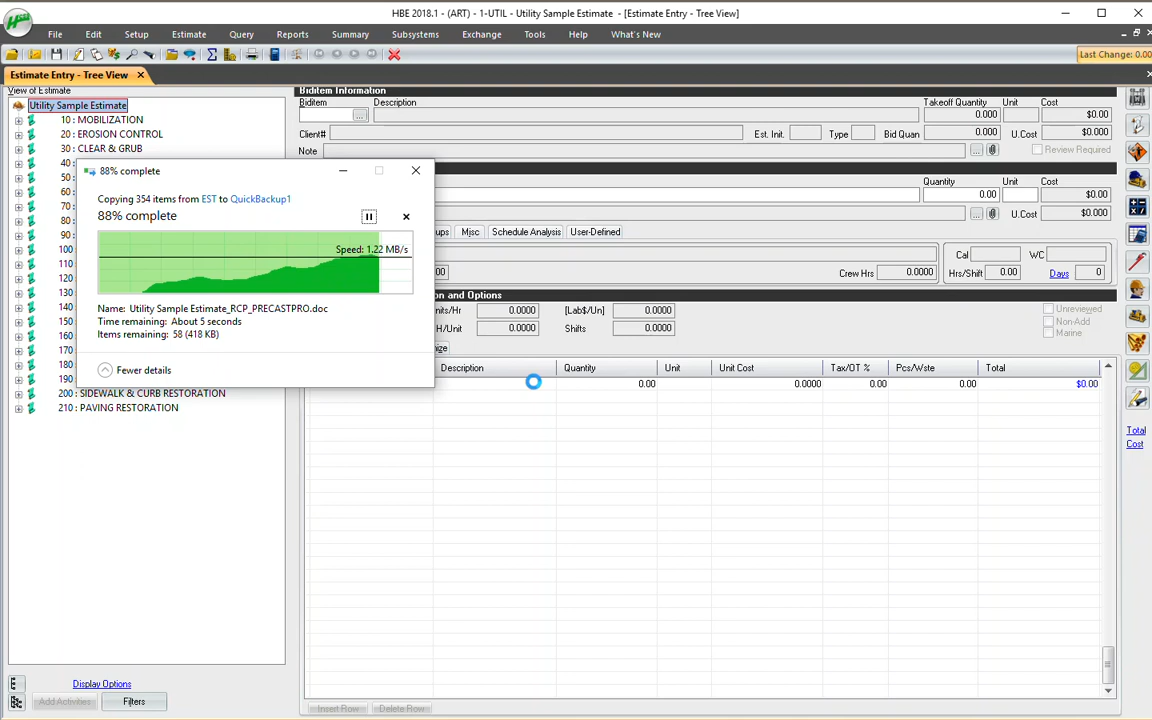 HBE 2018.1 - (ART) - 1-UTIL - Utility Sample Estimate - [Estimate Entry - Tree View]
File Edit Setup Estimate Query Reports Summary Subsystems Exchange Tools Help What's New
Last Change: 0.00
Estimate Entry - Tree View
View of Estimate
Utility Sample Estimate
10 : MOBILIZATION
20 : EROSION CONTROL
30 : CLEAR & GRUB
40 :
50 :
60 :
70 :
80 :
90 :
100
110
120
130
140
150
160
170
180
190
200 : SIDEWALK & CURB RESTORATION
210 : PAVING RESTORATION
Display Options
Add Activities Filters
88% complete
Copying 354 items from EST to QuickBackup1
88% complete
Speed: 1.22 MB/s
Name: Utility Sample Estimate_RCP_PRECASTPRO.doc
Time remaining: About 5 seconds
Items remaining: 58 (418 KB)
Fewer details
Biditem Information
Biditem Description Takeoff Quantity Unit Cost
... 0.000 $0.00
Client# Est. Init. Type Bid Quan 0.000 U.Cost $0.000
Note ... Review Required
Quantity Unit Cost
0.00 $0.00
... U.Cost $0.000
ups Misc Schedule Analysis User-Defined
Cal WC
00 Crew Hrs 0.0000 Hrs/Shift 0.00 Days 0
on and Options
nits/Hr 0.0000 [Lab$/Un] 0.0000 Unreviewed
Non-Add
H/Unit 0.0000 Shifts 0.0000 Marine
ize
Description Quantity Unit Unit Cost Tax/OT % Pcs/Wste Total
0.00 0.0000 0.00 0.00 $0.00
Insert Row Delete Row
Total
Cost